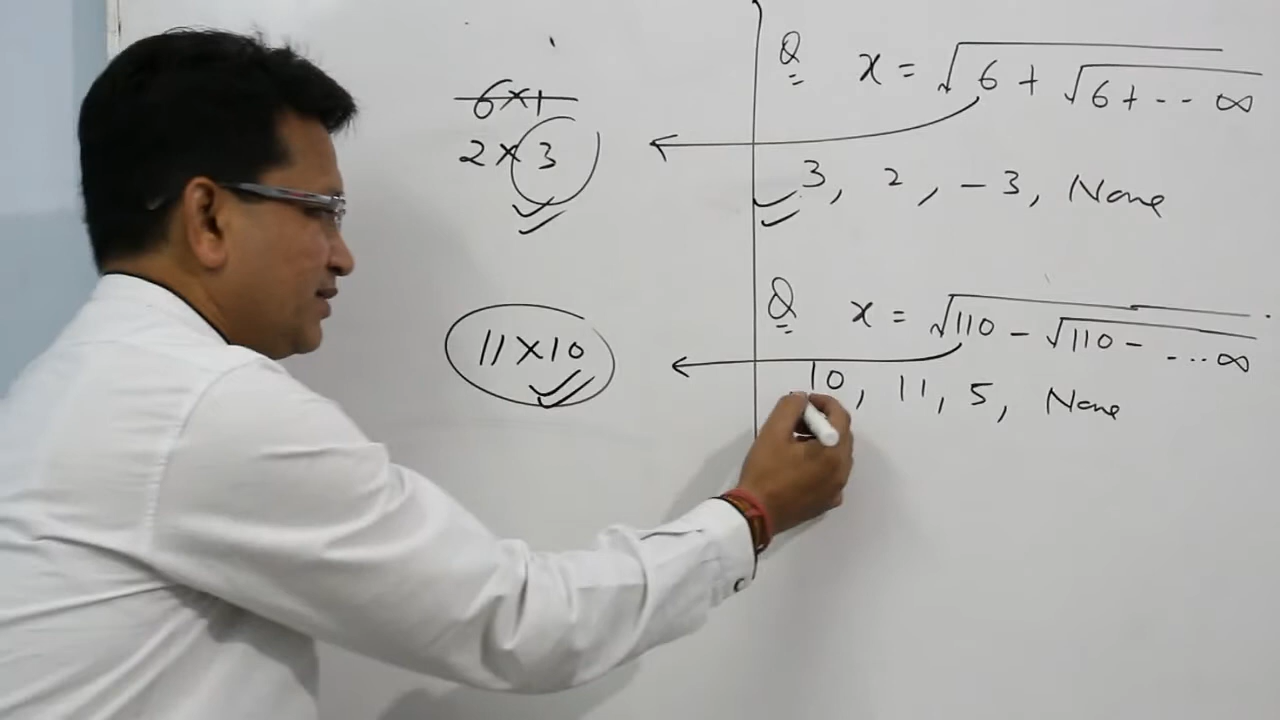 6×1
2×3
Q x = √6 + √6 + -- ∞
3, 2, -3, None
Q x = √110 - √110 - -... ∞
11×10
10, 11, 5, None